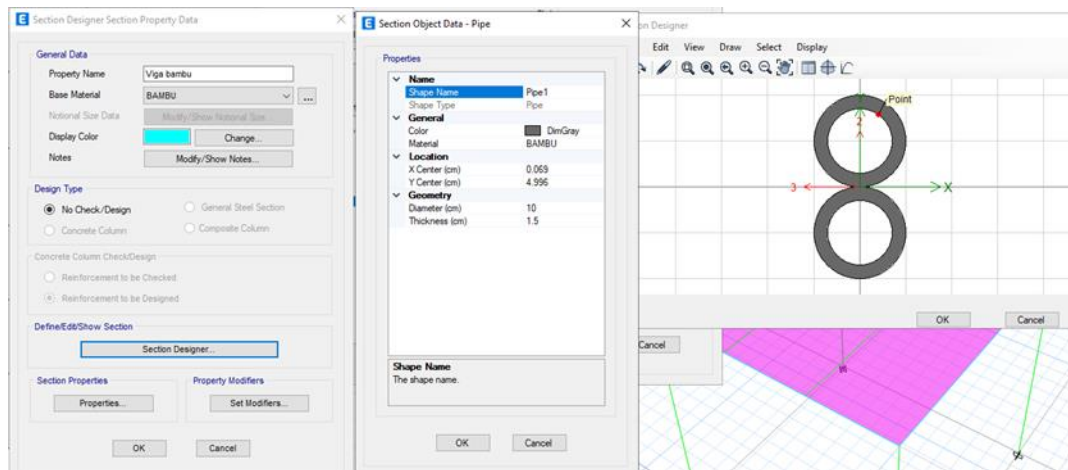 Section Designer Section Property Data
General Data
Property Name Viga bambu
Base Material BAMBU ...
Notional Size Data Modify/Show Notional Size...
Display Color Change...
Notes Modify/Show Notes...
Design Type
No Check/Design General Steel Section
Concrete Column Composite Column
Concrete Column Check/Design
Reinforcement to be Checked
Reinforcement to be Designed
Define/Edit/Show Section
Section Designer...
Section Properties Property Modifiers
Properties... Set Modifiers...
OK Cancel
Section Object Data - Pipe
Properties
Name
Shape Name Pipe1
Shape Type Pipe
General
Color DimGray
Material BAMBU
Location
X Center (cm) 0.069
Y Center (cm) 4.996
Geometry
Diameter (cm) 10
Thickness (cm) 1.5
Shape Name
The shape name.
OK Cancel
Designer
Edit View Draw Select Display
Point
2
3 X
OK Cancel
Cancel